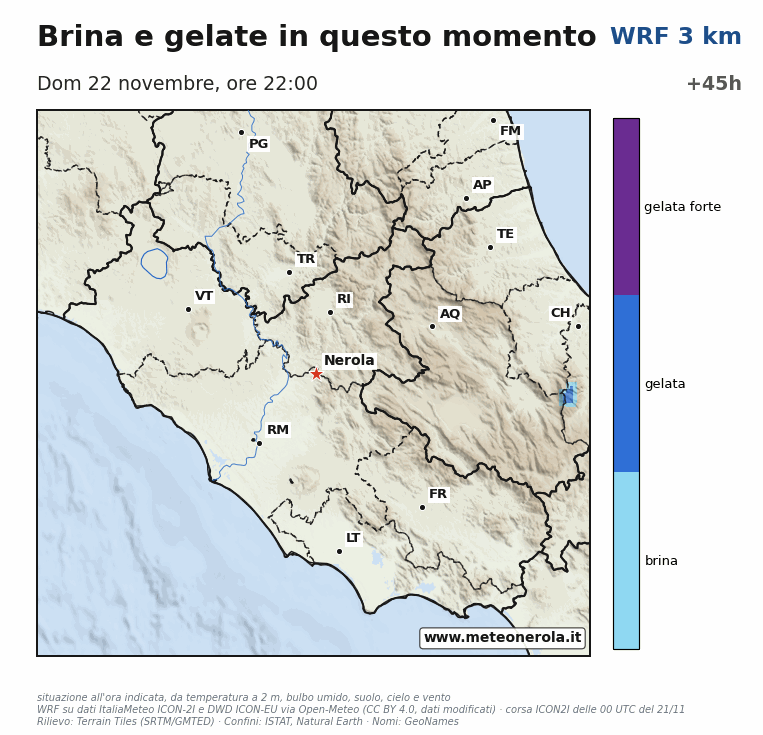 Brina e gelate in questo momento WRF 3 km
Dom 22 novembre, ore 22:00 +45h
FM
PG
AP
gelata forte
TE
TR
VT
RI
AQ
CH
Nerola
gelata
RM
FR
LT
brina
www.meteonerola.it
situazione all'ora indicata, da temperatura a 2 m, bulbo umido, suolo, cielo e vento
WRF su dati ItaliaMeteo ICON-2I e DWD ICON-EU via Open-Meteo (CC BY 4.0, dati modificati) · corsa ICON2I delle 00 UTC del 21/11
Rilievo: Terrain Tiles (SRTM/GMTED) · Confini: ISTAT, Natural Earth · Nomi: GeoNames